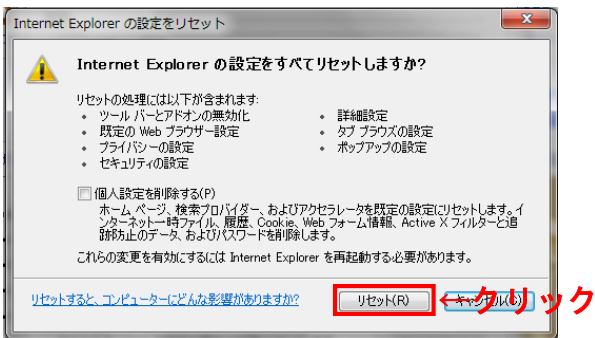 Internet Explorer の設定をリセット
Internet Explorer の設定をすべてリセットしますか?
リセットの処理には以下が含まれます:
• ツール バーとアドオンの無効化
• 既定の Web ブラウザー設定
• プライバシーの設定
• セキュリティの設定
• 詳細設定
• タブ ブラウズの設定
• ポップアップの設定
個人設定を削除する(P)
ホーム ページ、検索プロバイダー、およびアクセラレータを既定の設定にリセットします。イ
ンターネット一時ファイル、履歴、Cookie、Web フォーム情報、Active X フィルターと追
跡防止のデータ、およびパスワードを削除します。
これらの変更を有効にするには Internet Explorer を再起動する必要があります。
リセットすると、コンピューターにどんな影響がありますか?
リセット(R)
キャンセル(C)
←クリック